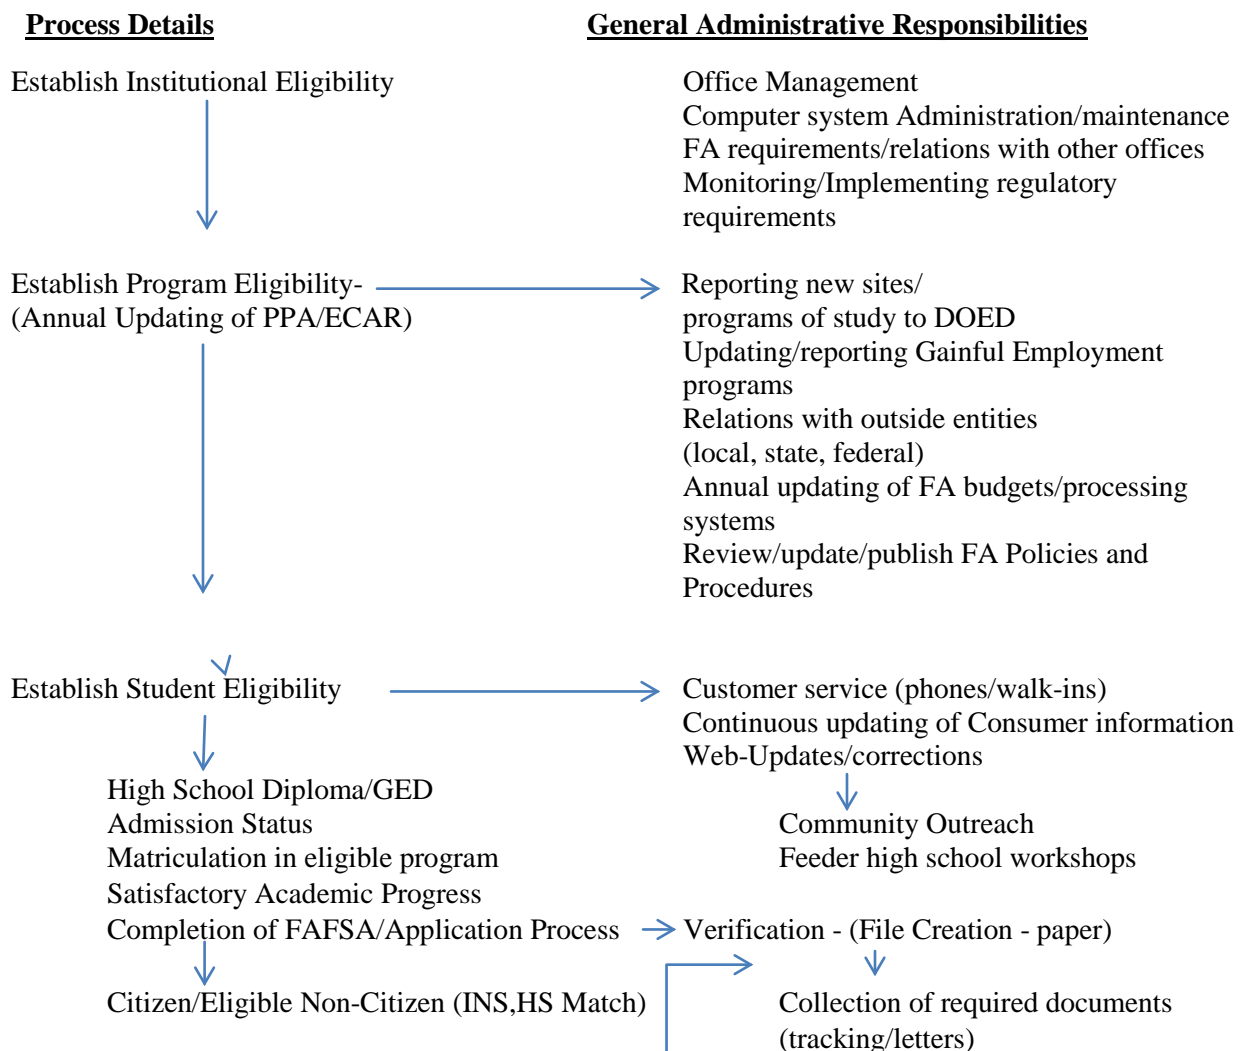 Process Details
General Administrative Responsibilities
Establish Institutional Eligibility
Office Management
Computer system Administration/maintenance
FA requirements/relations with other offices
Monitoring/Implementing regulatory
requirements
Establish Program Eligibility-
(Annual Updating of PPA/ECAR)
Reporting new sites/
programs of study to DOED
Updating/reporting Gainful Employment
programs
Relations with outside entities
(local, state, federal)
Annual updating of FA budgets/processing
systems
Review/update/publish FA Policies and
Procedures
Establish Student Eligibility
Customer service (phones/walk-ins)
Continuous updating of Consumer information
Web-Updates/corrections
High School Diploma/GED
Admission Status
Matriculation in eligible program
Satisfactory Academic Progress
Completion of FAFSA/Application Process
Community Outreach
Feeder high school workshops
Verification - (File Creation - paper)
Citizen/Eligible Non-Citizen (INS,HS Match)
Collection of required documents
(tracking/letters)